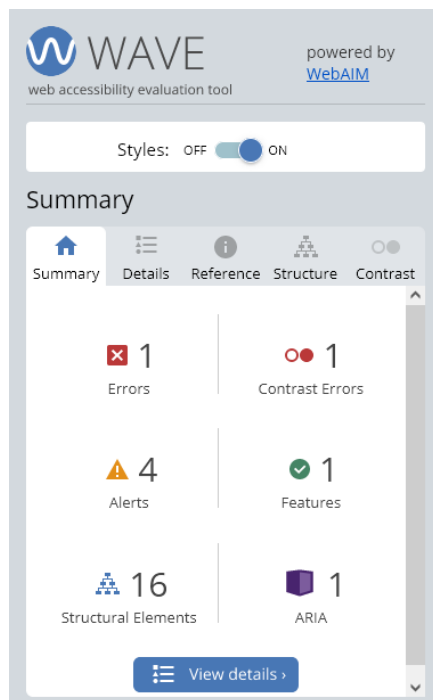 WAVE
web accessibility evaluation tool
powered by
WebAIM
Styles: OFF ON
Summary
Summary Details Reference Structure Contrast
1
Errors
1
Contrast Errors
4
Alerts
1
Features
16
Structural Elements
1
ARIA
View details ›